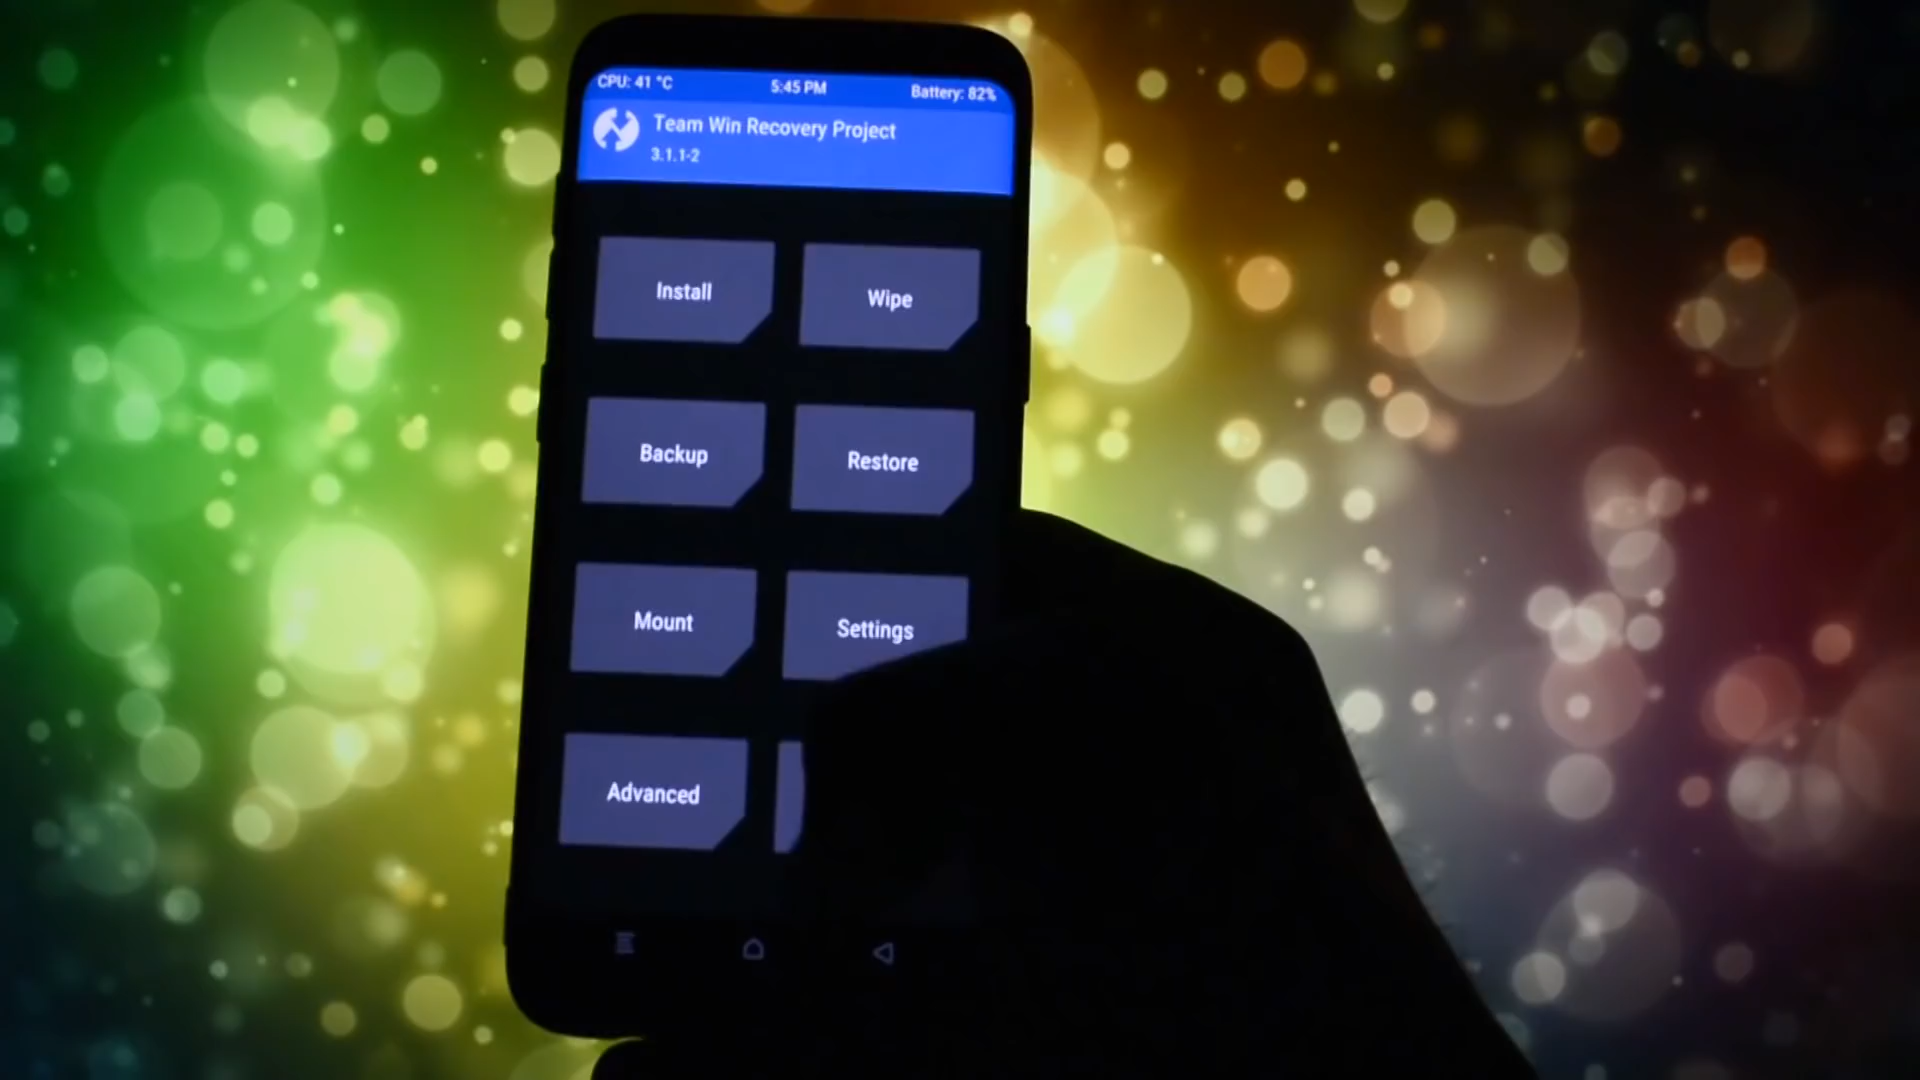 CPU: 41 °C 5:45 PM Battery: 82%
Team Win Recovery Project
3.1.1-2
Install Wipe
Backup Restore
Mount Settings
Advanced